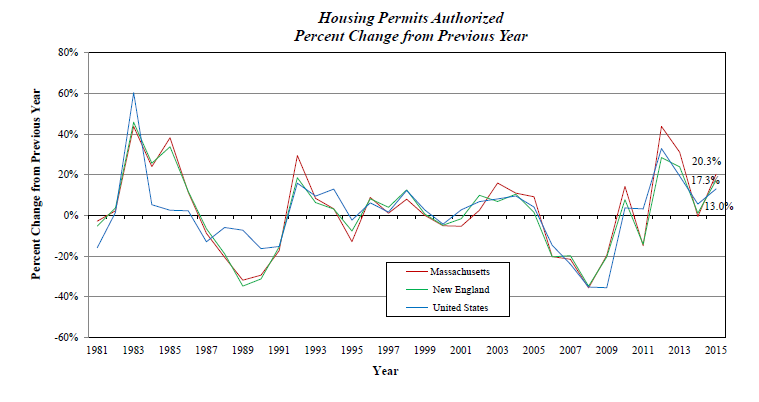 Housing Permits Authorized
Percent Change from Previous Year
Percent Change from Previous Year
80%
60%
40%
20%
0%
-20%
-40%
-60%
20.3%
17.3%
13.0%
Massachusetts
New England
United States
1981 1983 1985 1987 1989 1991 1993 1995 1997 1999 2001 2003 2005 2007 2009 2011 2013 2015
Year